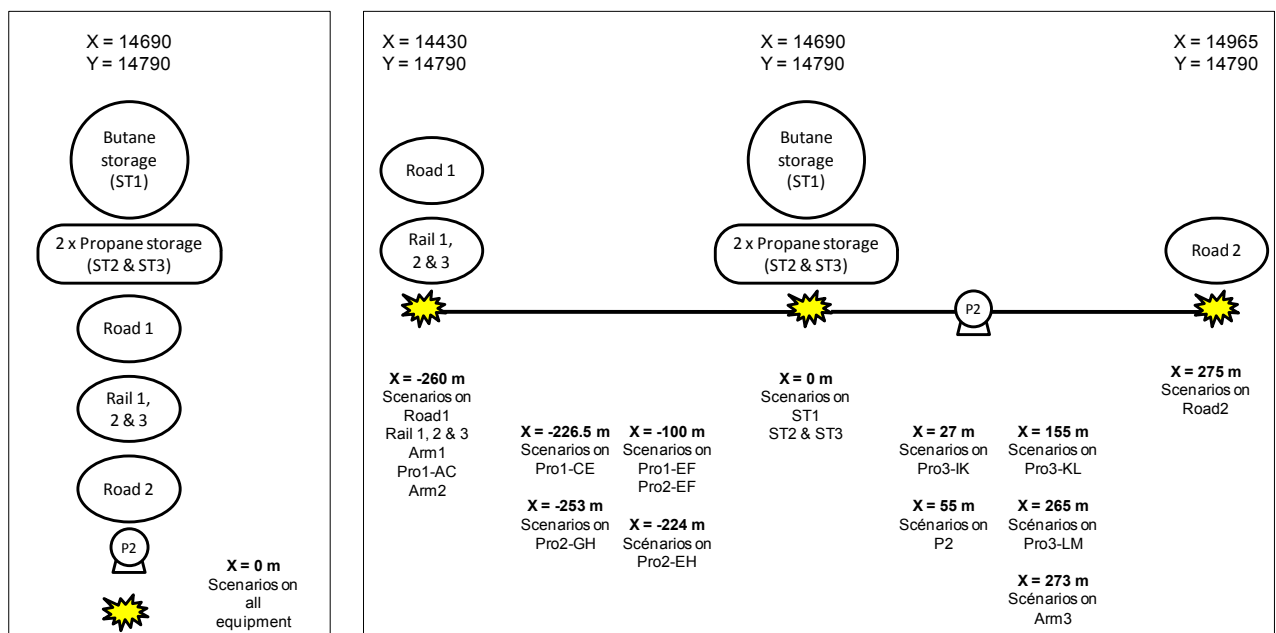 X = 14690
Y = 14790
Butane
storage
(ST1)
2 x Propane storage
(ST2 & ST3)
Road 1
Rail 1,
2 & 3
Road 2
P2
X = 0 m
Scenarios on
all
equipment
X = 14430
Y = 14790
X = 14690
Y = 14790
X = 14965
Y = 14790
Road 1
Rail 1,
2 & 3
Butane
storage
(ST1)
2 x Propane storage
(ST2 & ST3)
P2
Road 2
X = -260 m
Scenarios on
Road1
Rail 1, 2 & 3
Arm1
Pro1-AC
Arm2
X = -226.5 m
Scenarios on
Pro1-CE
X = -253 m
Scenarios on
Pro2-GH
X = -100 m
Scenarios on
Pro1-EF
Pro2-EF
X = -224 m
Scénarios on
Pro2-EH
X = 0 m
Scenarios on
ST1
ST2 & ST3
X = 27 m
Scenarios on
Pro3-IK
X = 55 m
Scenarios on
P2
X = 155 m
Scenarios on
Pro3-KL
X = 265 m
Scénarios on
Pro3-LM
X = 273 m
Scénarios on
Arm3
X = 275 m
Scenarios on
Road2